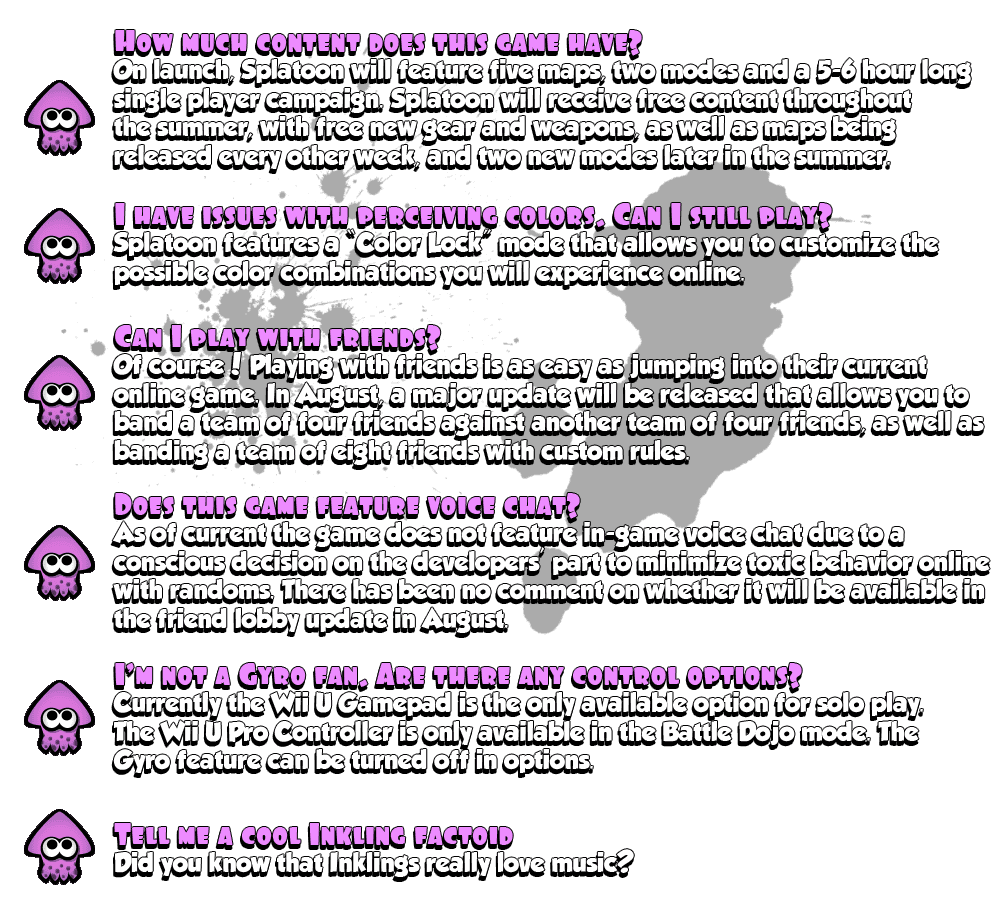 How much content does this game have?
On launch, Splatoon will feature five maps, two modes and a 5-6 hour long
single player campaign. Splatoon will receive free content throughout
the summer, with free new gear and weapons, as well as maps being
released every other week, and two new modes later in the summer.
I have issues with perceiving colors. Can I still play?
Splatoon features a "Color Lock" mode that allows you to customize the
possible color combinations you will experience online.
Can I play with friends?
Of course! Playing with friends is as easy as jumping into their current
online game. In August, a major update will be released that allows you to
band a team of four friends against another team of four friends, as well as
banding a team of eight friends with custom rules.
Does this game feature voice chat?
As of current the game does not feature in-game voice chat due to a
conscious decision on the developers' part to minimize toxic behavior online
with randoms. There has been no comment on whether it will be available in
the friend lobby update in August.
I'm not a Gyro fan. Are there any control options?
Currently the Wii U Gamepad is the only available option for solo play.
The Wii U Pro Controller is only available in the Battle Dojo mode. The
Gyro feature can be turned off in options.
Tell me a cool Inkling factoid
Did you know that Inklings really love music?